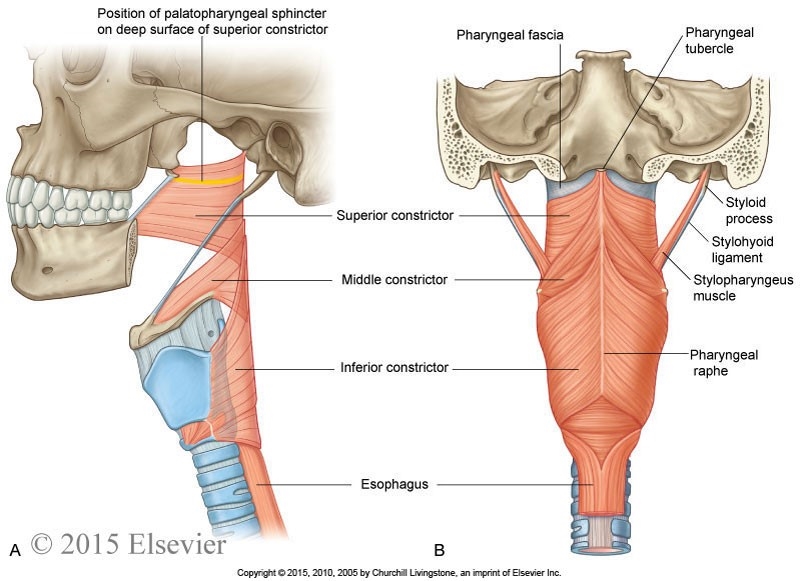 Position of palatopharyngeal sphincter
on deep surface of superior constrictor
Pharyngeal fascia
Pharyngeal
tubercle
Styloid
process
Superior constrictor
Stylohyoid
ligament
Middle constrictor
Stylopharyngeus
muscle
Pharyngeal
raphe
Inferior constrictor
Esophagus
A
© 2015 Elsevier
B
Copyright © 2015, 2010, 2005 by Churchill Livingstone, an imprint of Elsevier Inc.